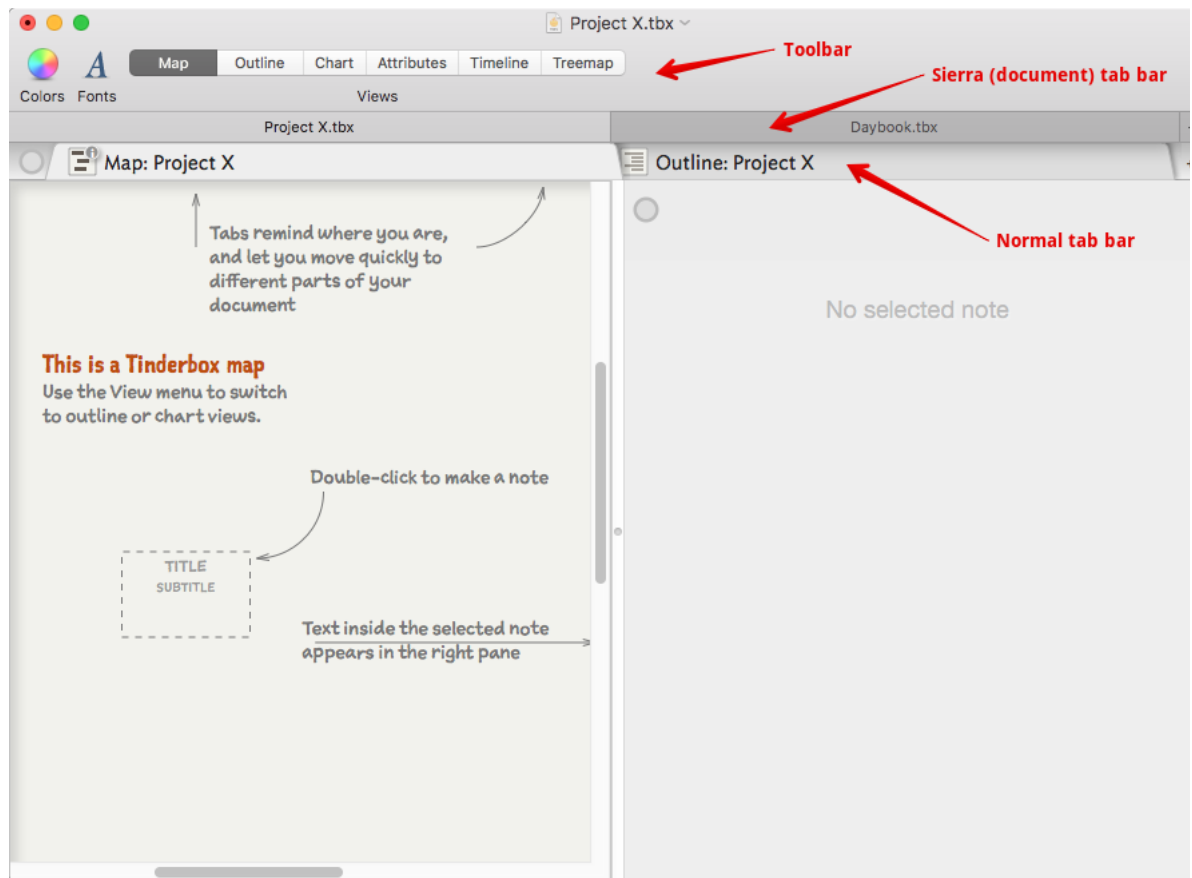 Project X.tbx
Toolbar
Map Outline Chart Attributes Timeline Treemap
Sierra (document) tab bar
Colors Fonts Views
Project X.tbx Daybook.tbx
Map: Project X Outline: Project X
Normal tab bar
Tabs remind where you are,
and let you move quickly to
different parts of your
document
No selected note
This is a Tinderbox map
Use the View menu to switch
to outline or chart views.
Double-click to make a note
TITLE
SUBTITLE
Text inside the selected note
appears in the right pane